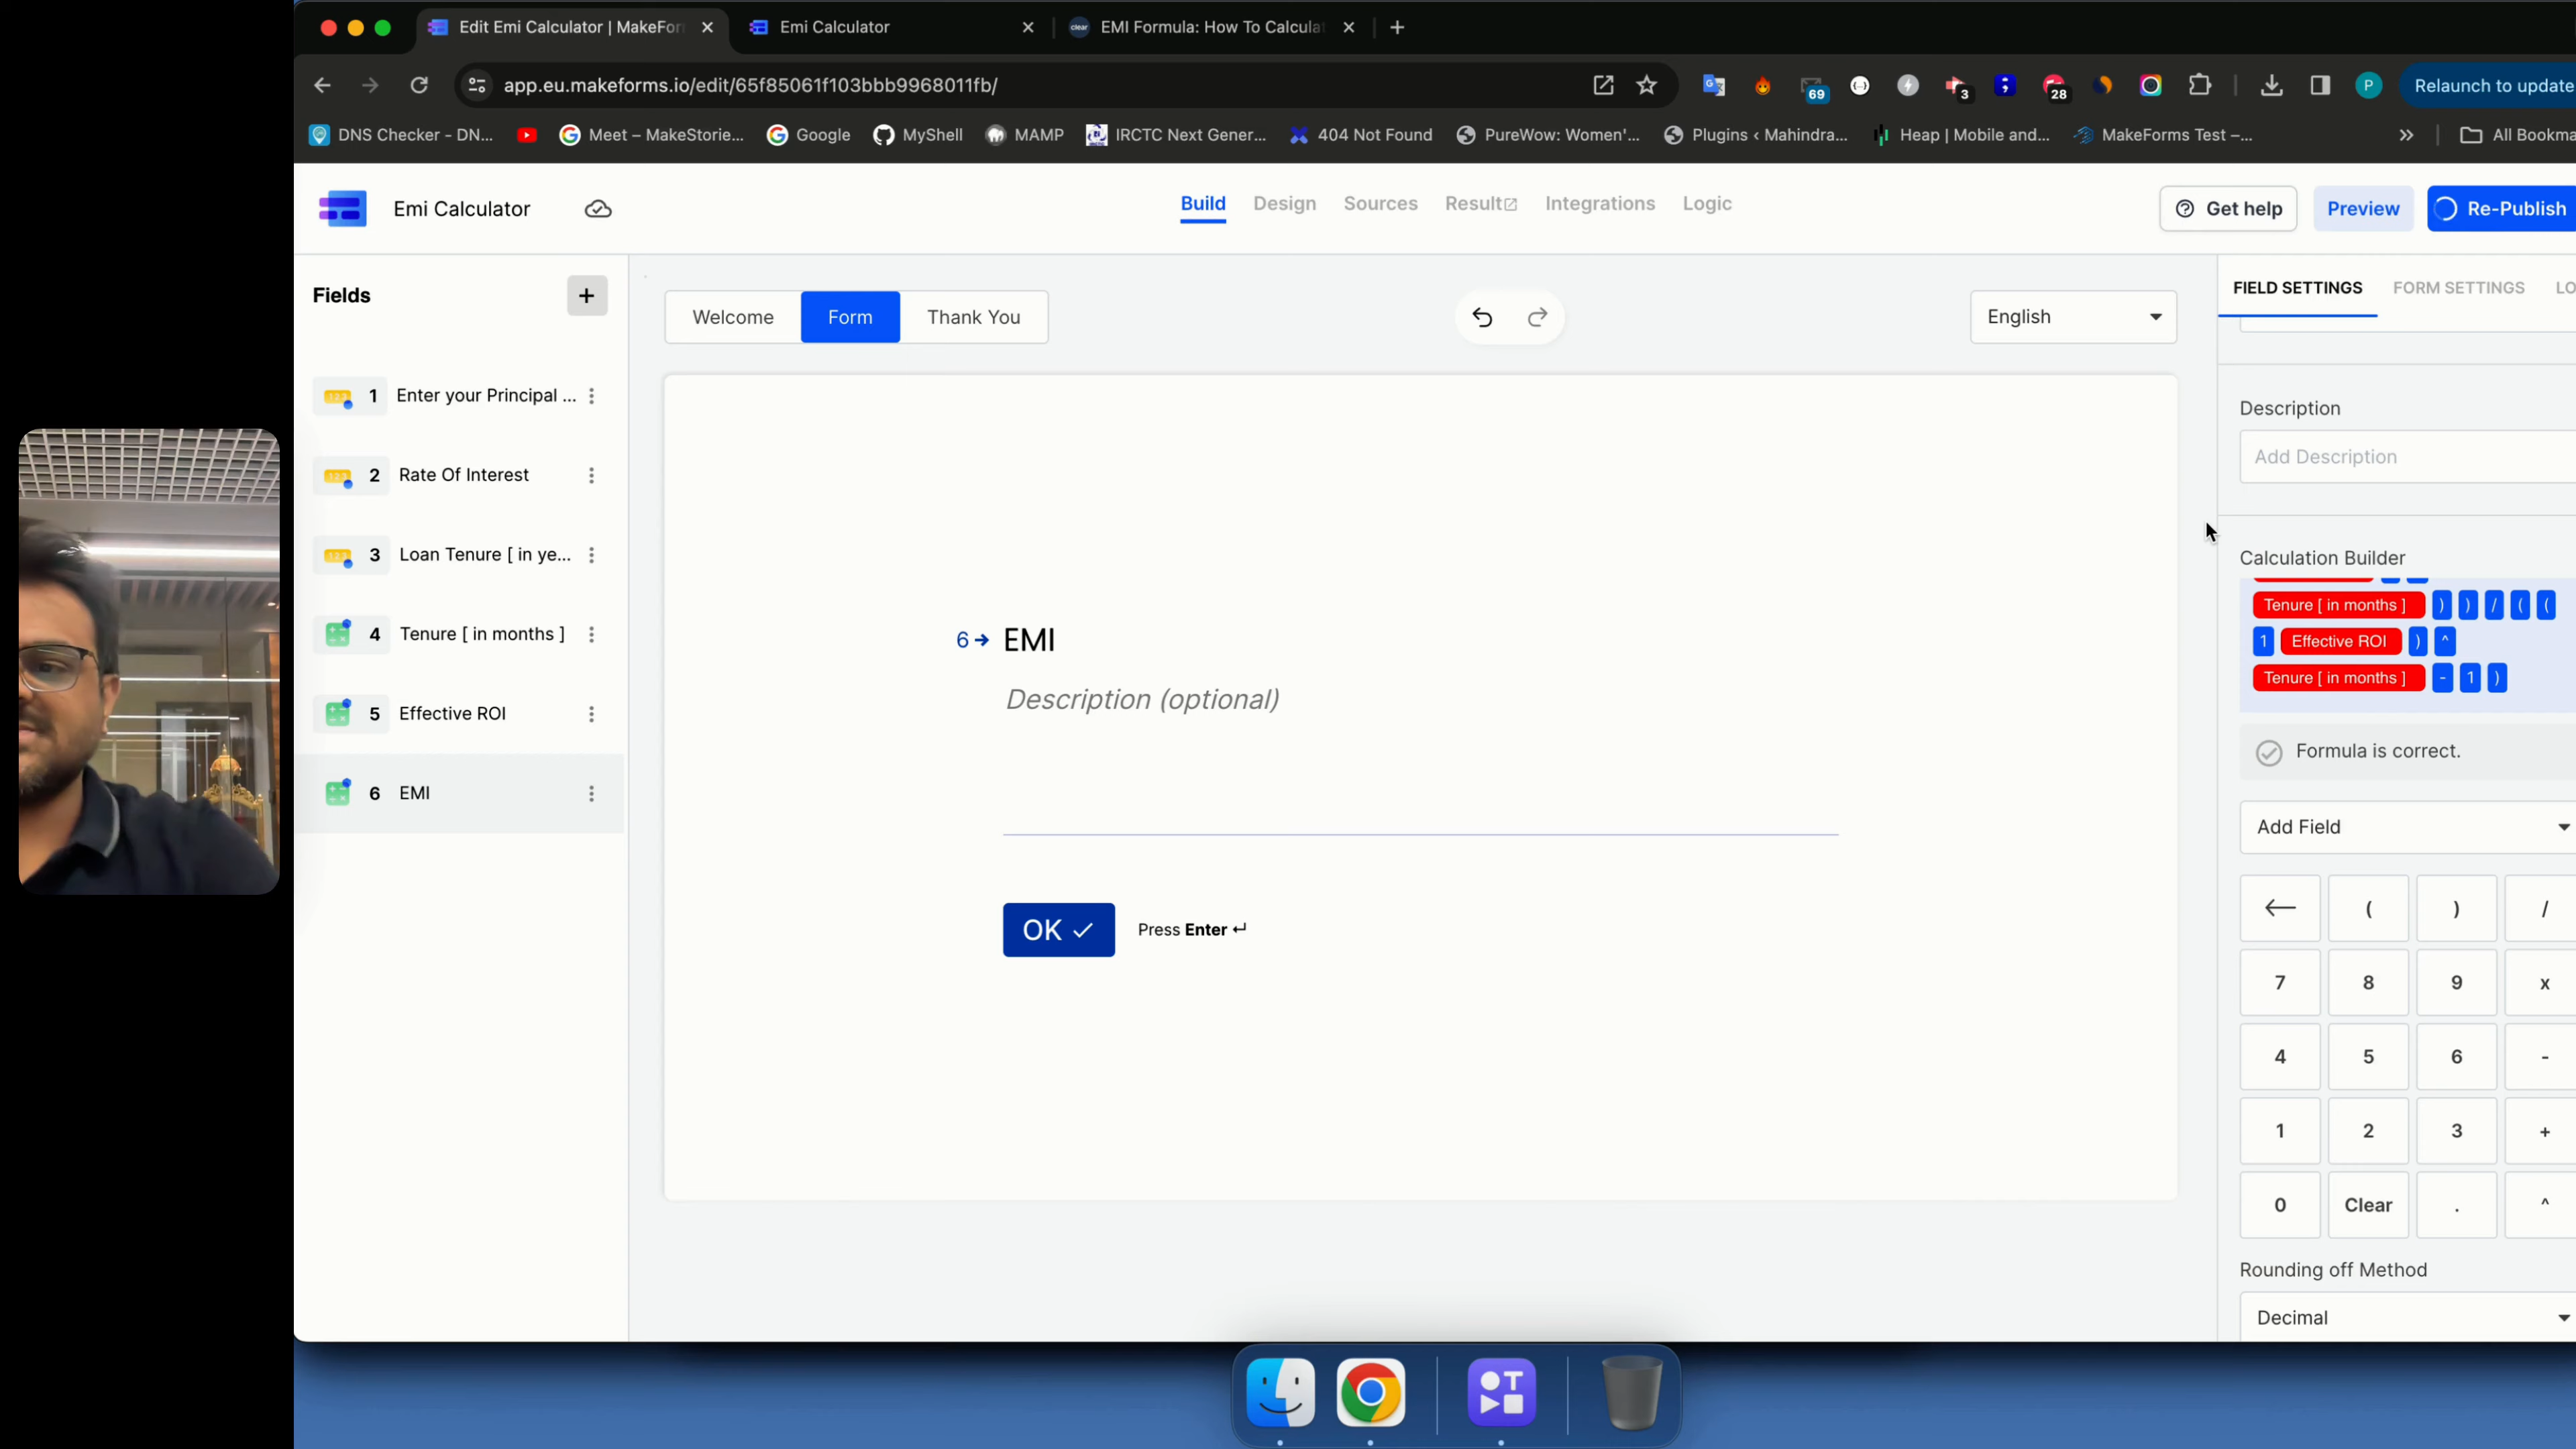 Edit Emi Calculator | MakeFor
Emi Calculator
clear EMI Formula: How To Calcula
app.eu.makeforms.io/edit/65f85061f103bbb9968011fb/
69
3
28
P
Relaunch to update
DNS Checker - DN...
Meet – MakeStorie...
Google
MyShell
MAMP
IRCTC Next Gener...
404 Not Found
PureWow: Women'...
Plugins ‹ Mahindra...
Heap | Mobile and...
MakeForms Test –...
»
All Bookma
Emi Calculator
Build
Design
Sources
Result
Integrations
Logic
Get help
Preview
Re-Publish
Fields
+
1 Enter your Principal ...
2 Rate Of Interest
3 Loan Tenure [ in ye...
4 Tenure [ in months ]
5 Effective ROI
6 EMI
Welcome
Form
Thank You
English
6 → EMI
Description (optional)
OK ✓
Press Enter ↵
FIELD SETTINGS
FORM SETTINGS
LO
Description
Add Description
Calculation Builder
Tenure [ in months ] ) ) / ( (
1 Effective ROI ) ^
Tenure [ in months ] - 1 )
Formula is correct.
Add Field
← ( ) /
7 8 9 x
4 5 6 -
1 2 3 +
0 Clear . ^
Rounding off Method
Decimal